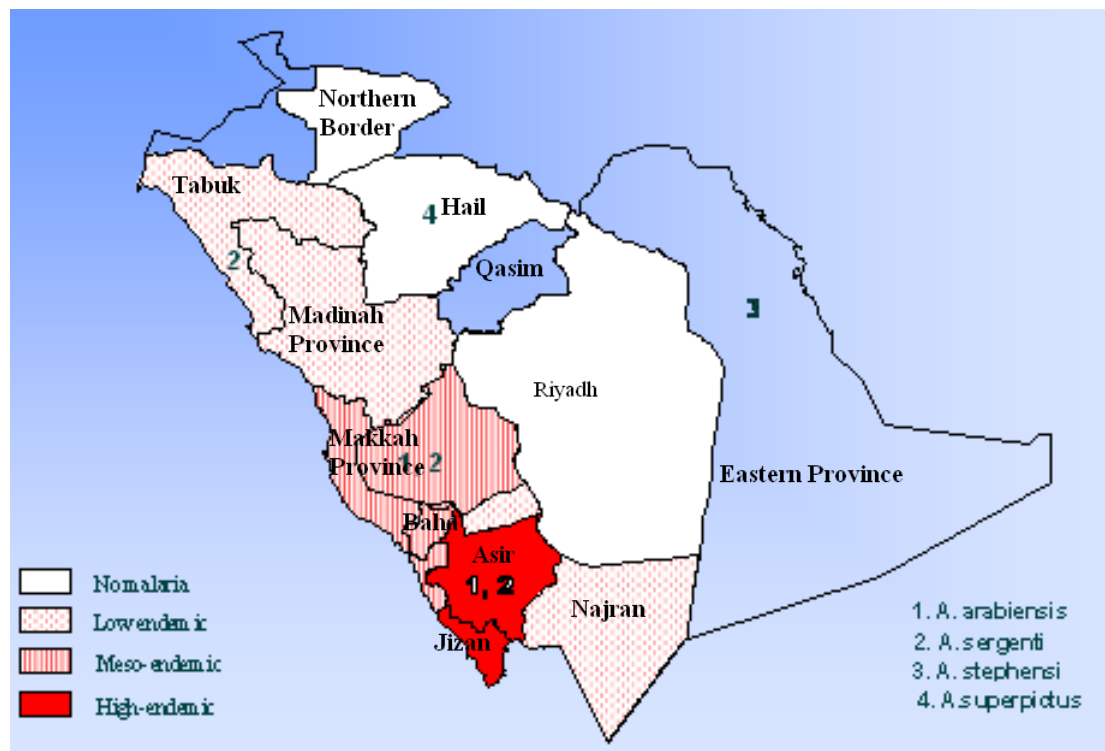 Northern
Border
Tabuk
4 Hail
2
Qasim
Madinah
Province
3
Riyadh
Makkah
Province
1 2
Eastern Province
Baha
Asir
1, 2
Najran
Jizan
No malaria
Low endemic
Meso-endemic
High-endemic
1. A. arabiensis
2. A. sergenti
3. A. stephensi
4. A.superpictus